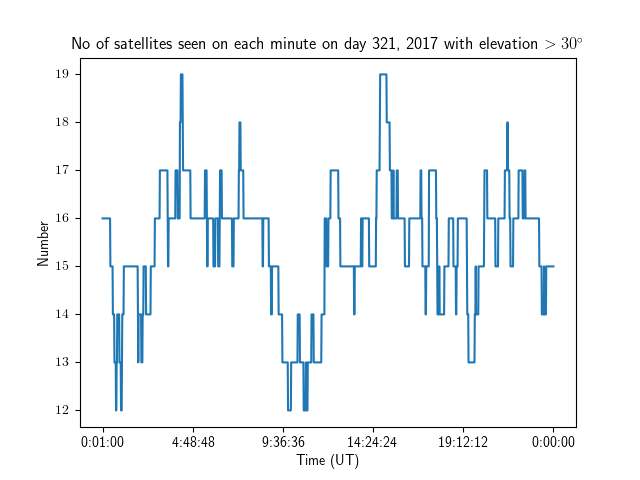 No of satellites seen on each minute on day 321, 2017 with elevation > 30°
19
18
17
16
15
14
13
12
Number
0:01:00 4:48:48 9:36:36 14:24:24 19:12:12 0:00:00
Time (UT)